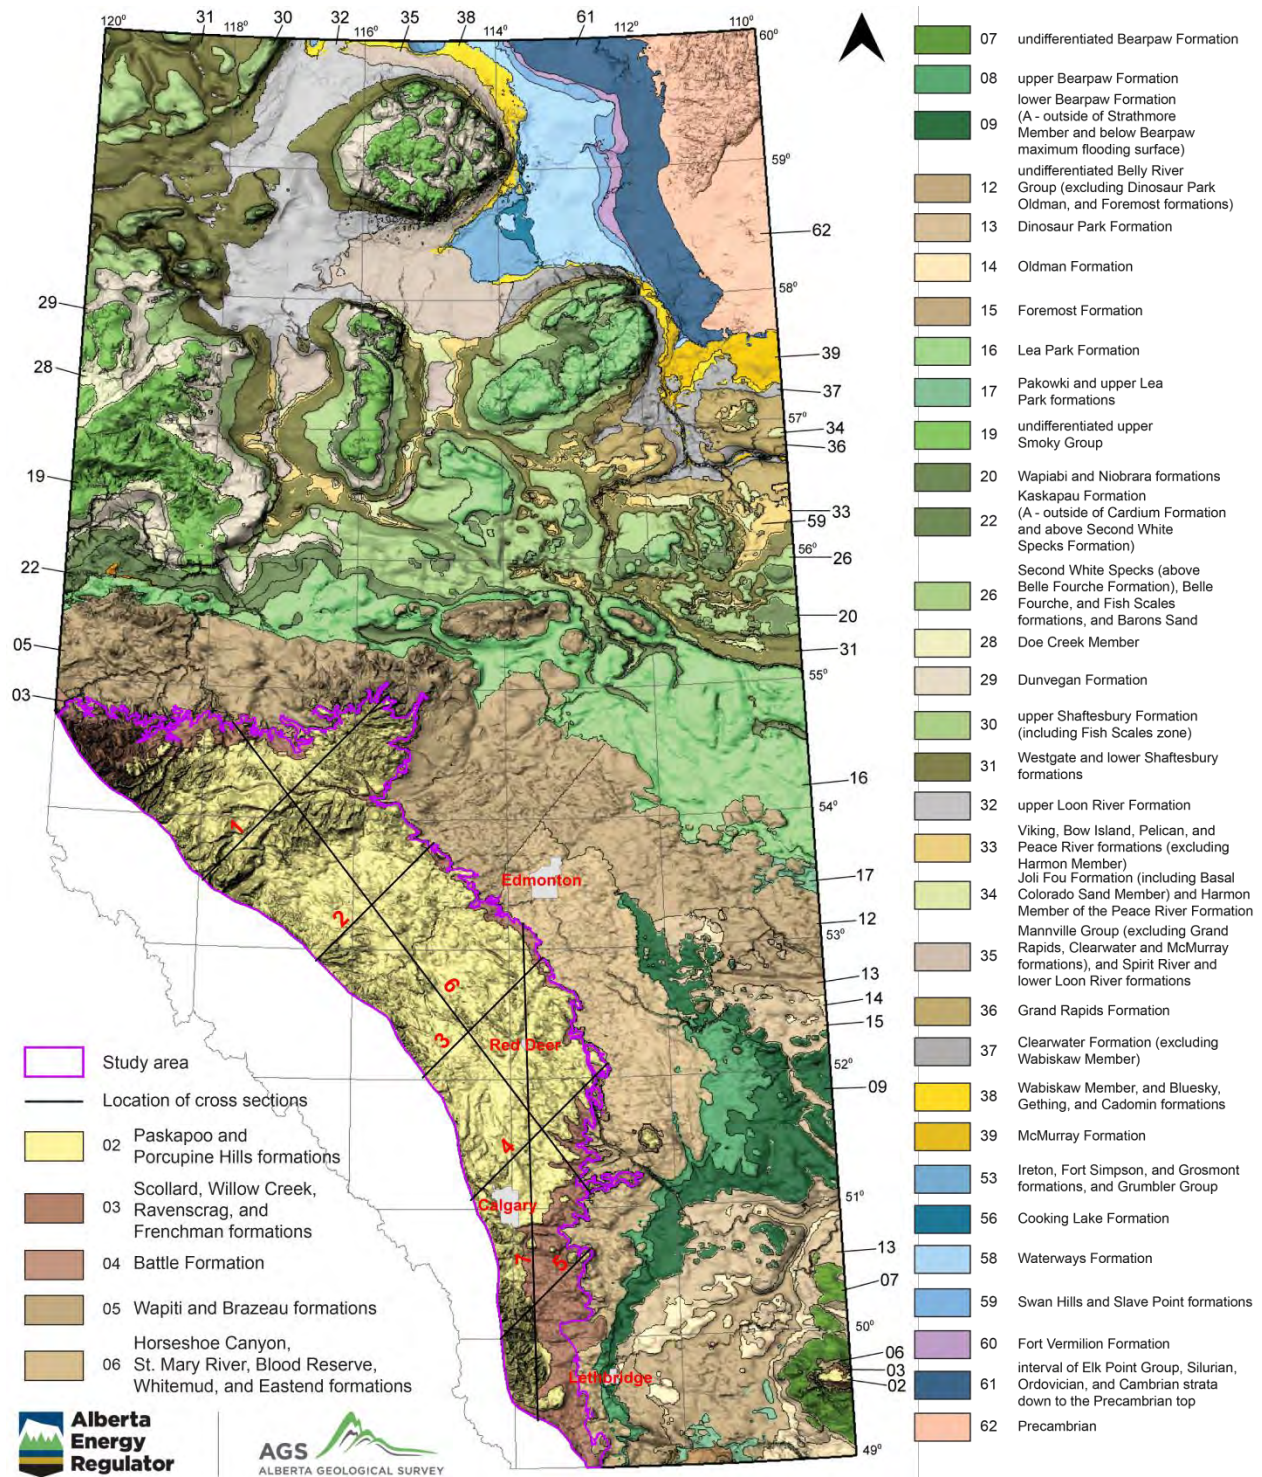 120°
31
118°
30
32
116°
35
38
114°
61
112°
110°
60°
59°
62
58°
29
28
39
37
57°
34
36
19
33
59
56°
26
22
20
05
31
55°
03
16
54°
1
Edmonton
17
2
12
53°
13
6
14
15
3
Red Deer
52°
09
4
51°
Calgary
13
7
5
07
50°
06
03
02
Lethbridge
49°
Study area
Location of cross sections
02 Paskapoo and
Porcupine Hills formations
03 Scollard, Willow Creek,
Ravenscrag, and
Frenchman formations
04 Battle Formation
05 Wapiti and Brazeau formations
06 Horseshoe Canyon,
St. Mary River, Blood Reserve,
Whitemud, and Eastend formations
Alberta
Energy
Regulator
AGS
ALBERTA GEOLOGICAL SURVEY
07 undifferentiated Bearpaw Formation
08 upper Bearpaw Formation
09 lower Bearpaw Formation
(A - outside of Strathmore
Member and below Bearpaw
maximum flooding surface)
12 undifferentiated Belly River
Group (excluding Dinosaur Park
Oldman, and Foremost formations)
13 Dinosaur Park Formation
14 Oldman Formation
15 Foremost Formation
16 Lea Park Formation
17 Pakowki and upper Lea
Park formations
19 undifferentiated upper
Smoky Group
20 Wapiabi and Niobrara formations
22 Kaskapau Formation
(A - outside of Cardium Formation
and above Second White
Specks Formation)
26 Second White Specks (above
Belle Fourche Formation), Belle
Fourche, and Fish Scales
formations, and Barons Sand
28 Doe Creek Member
29 Dunvegan Formation
30 upper Shaftesbury Formation
(including Fish Scales zone)
31 Westgate and lower Shaftesbury
formations
32 upper Loon River Formation
33 Viking, Bow Island, Pelican, and
Peace River formations (excluding
Harmon Member)
34 Joli Fou Formation (including Basal
Colorado Sand Member) and Harmon
Member of the Peace River Formation
35 Mannville Group (excluding Grand
Rapids, Clearwater and McMurray
formations), and Spirit River and
lower Loon River formations
36 Grand Rapids Formation
37 Clearwater Formation (excluding
Wabiskaw Member)
38 Wabiskaw Member, and Bluesky,
Gething, and Cadomin formations
39 McMurray Formation
53 Ireton, Fort Simpson, and Grosmont
formations, and Grumbler Group
56 Cooking Lake Formation
58 Waterways Formation
59 Swan Hills and Slave Point formations
60 Fort Vermilion Formation
61 interval of Elk Point Group, Silurian,
Ordovician, and Cambrian strata
down to the Precambrian top
62 Precambrian